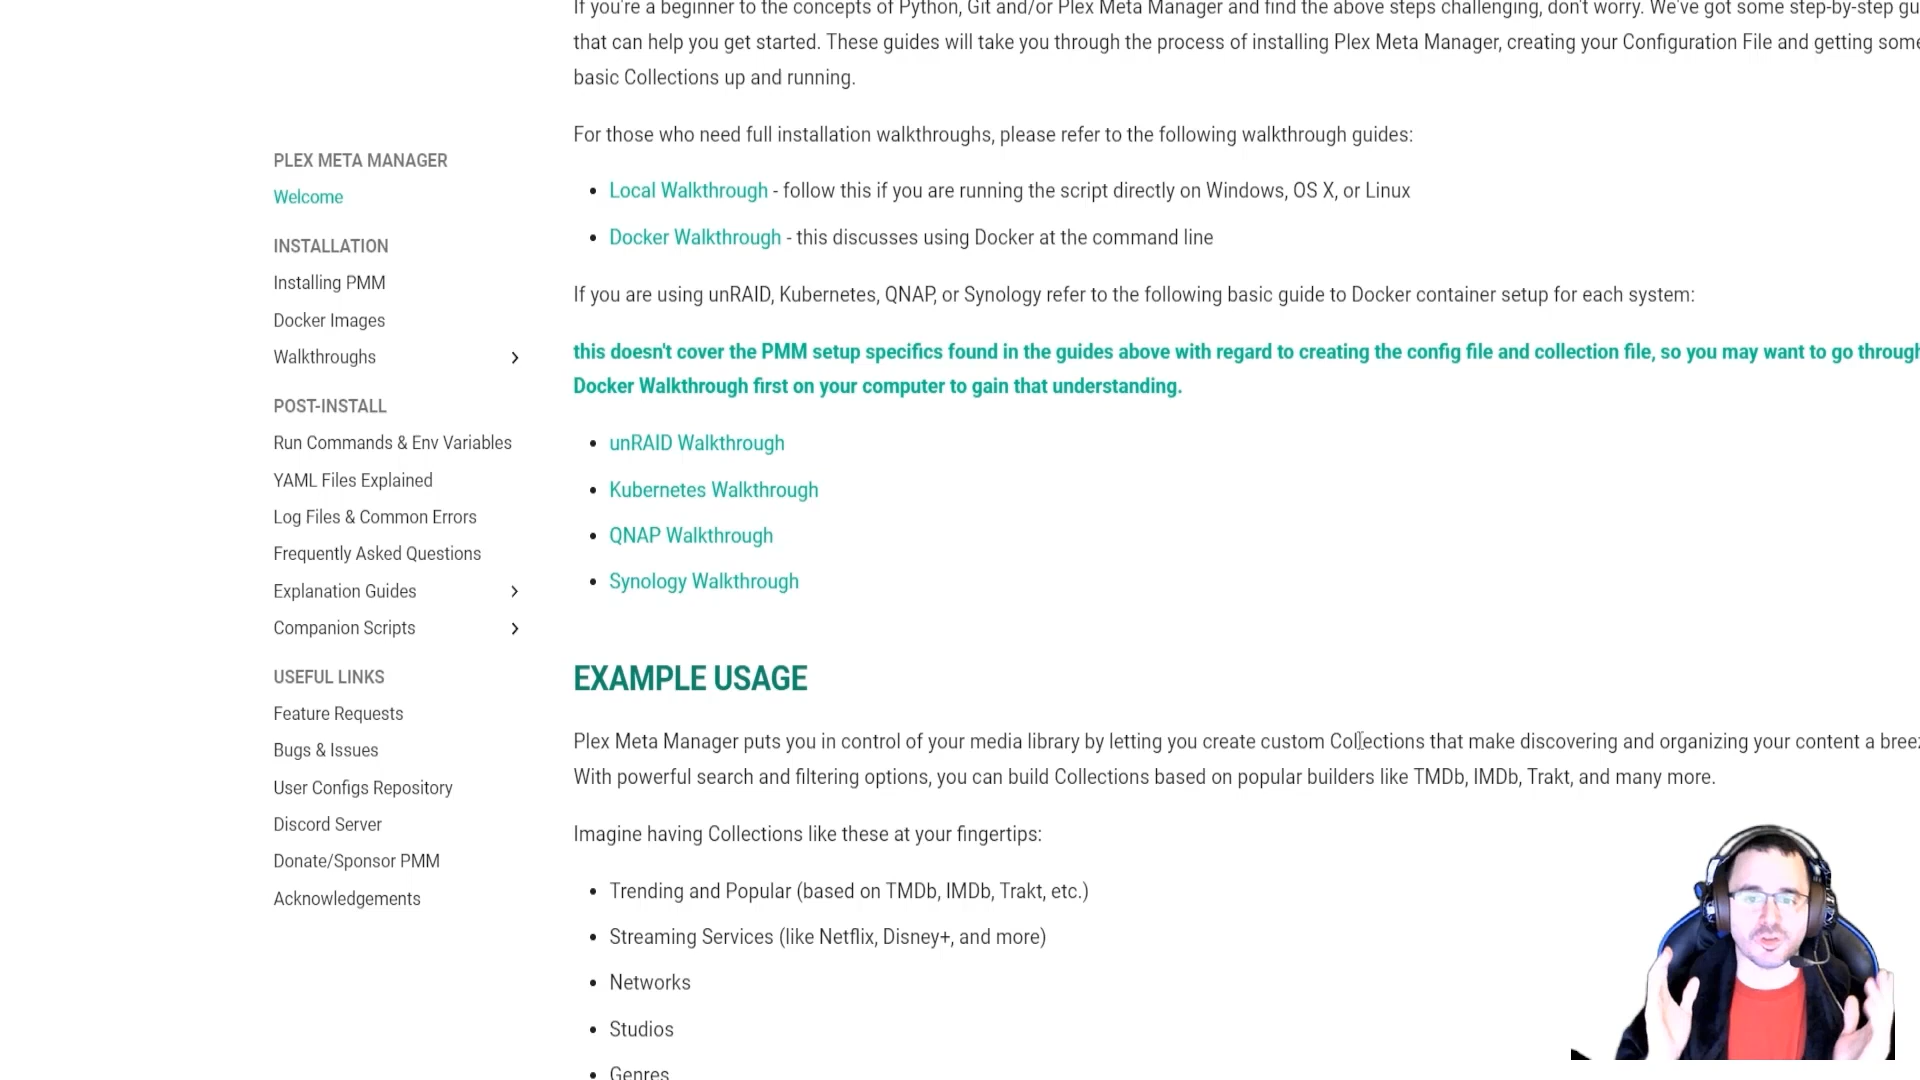 If you're a beginner to the concepts of Python, Git and/or Plex Meta Manager and find the above steps challenging, don't worry. We've got some step-by-step
that can help you get started. These guides will take you through the process of installing Plex Meta Manager, creating your Configuration File and getting some
basic Collections up and running.
For those who need full installation walkthroughs, please refer to the following walkthrough guides:
• Local Walkthrough - follow this if you are running the script directly on Windows, OS X, or Linux
• Docker Walkthrough - this discusses using Docker at the command line
If you are using unRAID, Kubernetes, QNAP, or Synology refer to the following basic guide to Docker container setup for each system:
this doesn't cover the PMM setup specifics found in the guides above with regard to creating the config file and collection file, so you may want to go through
Docker Walkthrough first on your computer to gain that understanding.
• unRAID Walkthrough
• Kubernetes Walkthrough
• QNAP Walkthrough
• Synology Walkthrough
EXAMPLE USAGE
Plex Meta Manager puts you in control of your media library by letting you create custom Collections that make discovering and organizing your content a
With powerful search and filtering options, you can build Collections based on popular builders like TMDb, IMDb, Trakt, and many more.
Imagine having Collections like these at your fingertips:
• Trending and Popular (based on TMDb, IMDb, Trakt, etc.)
• Streaming Services (like Netflix, Disney+, and more)
• Networks
• Studios
• Genres
PLEX META MANAGER
Welcome
INSTALLATION
Installing PMM
Docker Images
Walkthroughs
POST-INSTALL
Run Commands & Env Variables
YAML Files Explained
Log Files & Common Errors
Frequently Asked Questions
Explanation Guides
Companion Scripts
USEFUL LINKS
Feature Requests
Bugs & Issues
User Configs Repository
Discord Server
Donate/Sponsor PMM
Acknowledgements